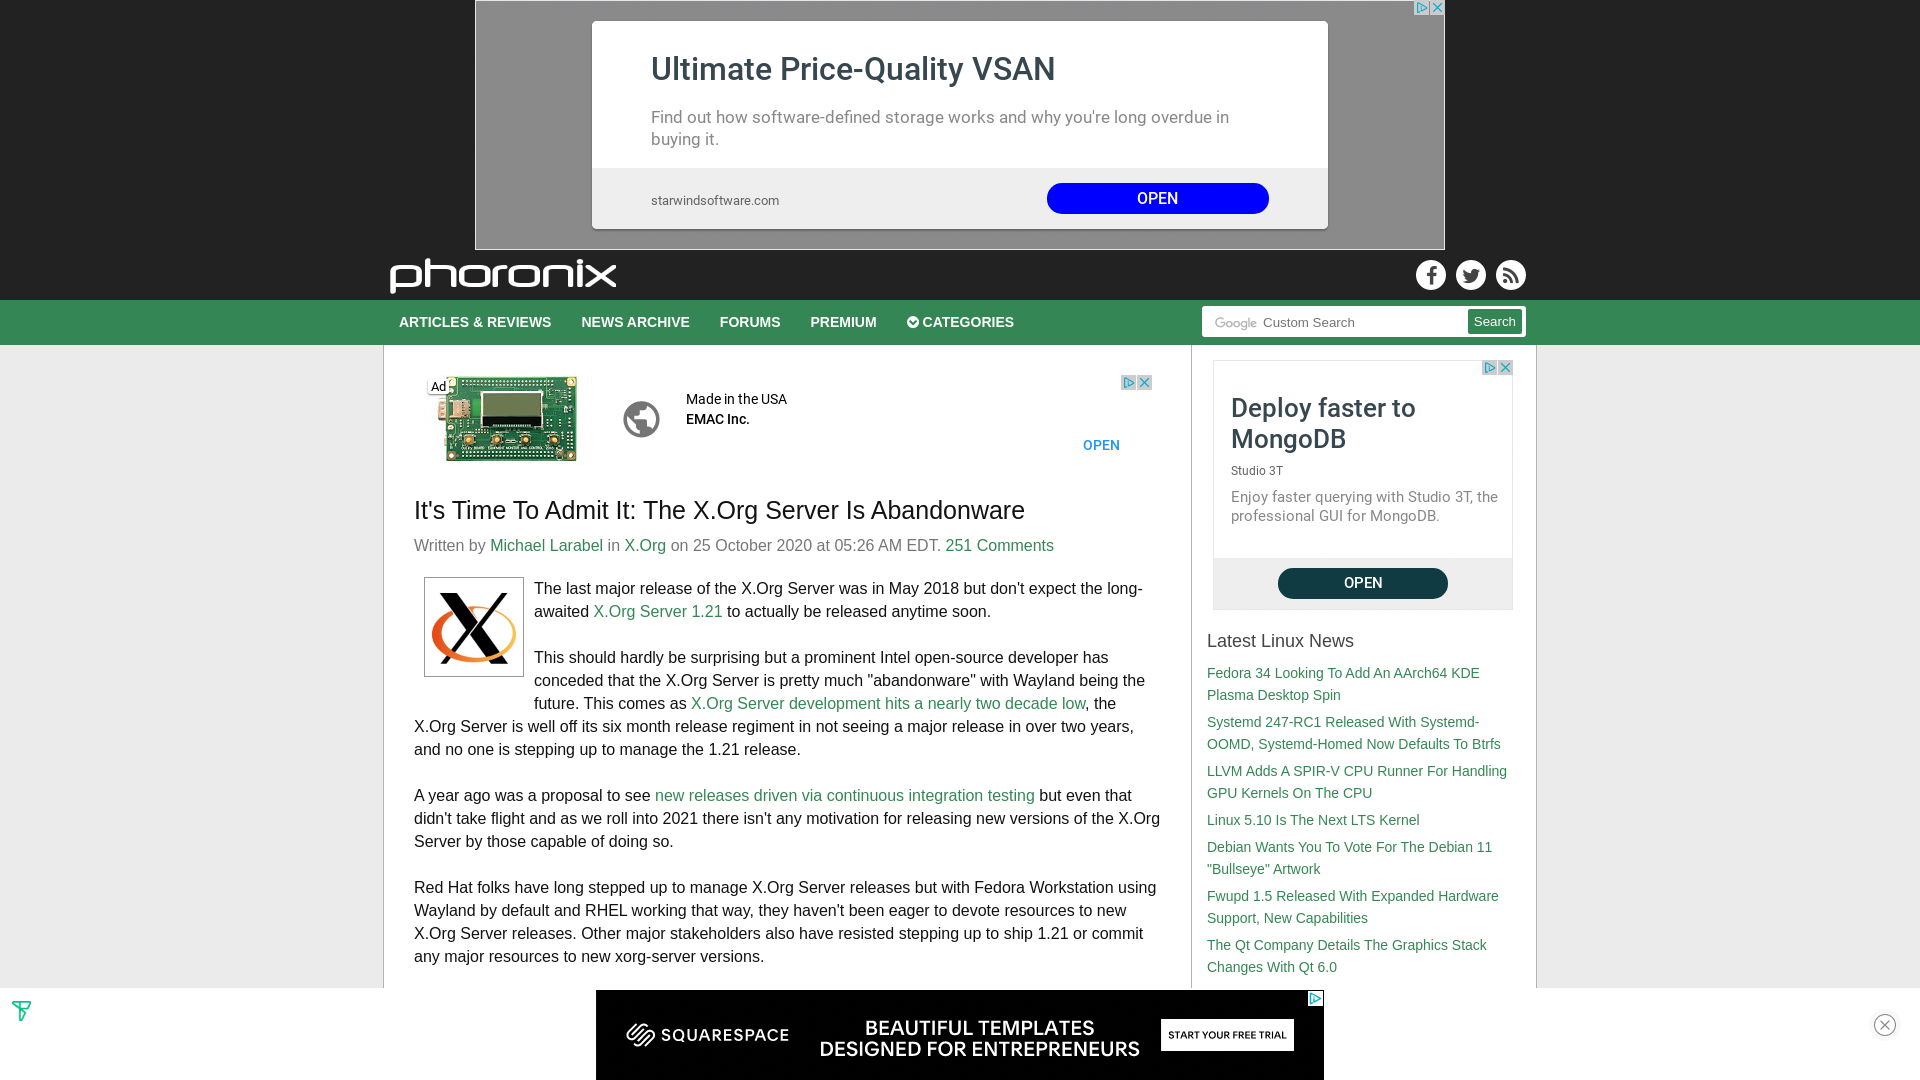 Ultimate Price-Quality VSAN
Find out how software-defined storage works and why you're long overdue in
buying it.
starwindsoftware.com
OPEN
phoronix
ARTICLES & REVIEWS
NEWS ARCHIVE
FORUMS
PREMIUM
CATEGORIES
Google Custom Search
Search
Ad
Made in the USA
EMAC Inc.
OPEN
It's Time To Admit It: The X.Org Server Is Abandonware
Written by Michael Larabel in X.Org on 25 October 2020 at 05:26 AM EDT. 251 Comments
The last major release of the X.Org Server was in May 2018 but don't expect the long-
awaited X.Org Server 1.21 to actually be released anytime soon.
This should hardly be surprising but a prominent Intel open-source developer has
conceded that the X.Org Server is pretty much "abandonware" with Wayland being the
future. This comes as X.Org Server development hits a nearly two decade low, the
X.Org Server is well off its six month release regiment in not seeing a major release in over two years,
and no one is stepping up to manage the 1.21 release.
A year ago was a proposal to see new releases driven via continuous integration testing but even that
didn't take flight and as we roll into 2021 there isn't any motivation for releasing new versions of the X.Org
Server by those capable of doing so.
Red Hat folks have long stepped up to manage X.Org Server releases but with Fedora Workstation using
Wayland by default and RHEL working that way, they haven't been eager to devote resources to new
X.Org Server releases. Other major stakeholders also have resisted stepping up to ship 1.21 or commit
any major resources to new xorg-server versions.
Deploy faster to
MongoDB
Studio 3T
Enjoy faster querying with Studio 3T, the
professional GUI for MongoDB.
OPEN
Latest Linux News
Fedora 34 Looking To Add An AArch64 KDE
Plasma Desktop Spin
Systemd 247-RC1 Released With Systemd-
OOMD, Systemd-Homed Now Defaults To Btrfs
LLVM Adds A SPIR-V CPU Runner For Handling
GPU Kernels On The CPU
Linux 5.10 Is The Next LTS Kernel
Debian Wants You To Vote For The Debian 11
"Bullseye" Artwork
Fwupd 1.5 Released With Expanded Hardware
Support, New Capabilities
The Qt Company Details The Graphics Stack
Changes With Qt 6.0
SQUARESPACE
BEAUTIFUL TEMPLATES
DESIGNED FOR ENTREPRENEURS
START YOUR FREE TRIAL